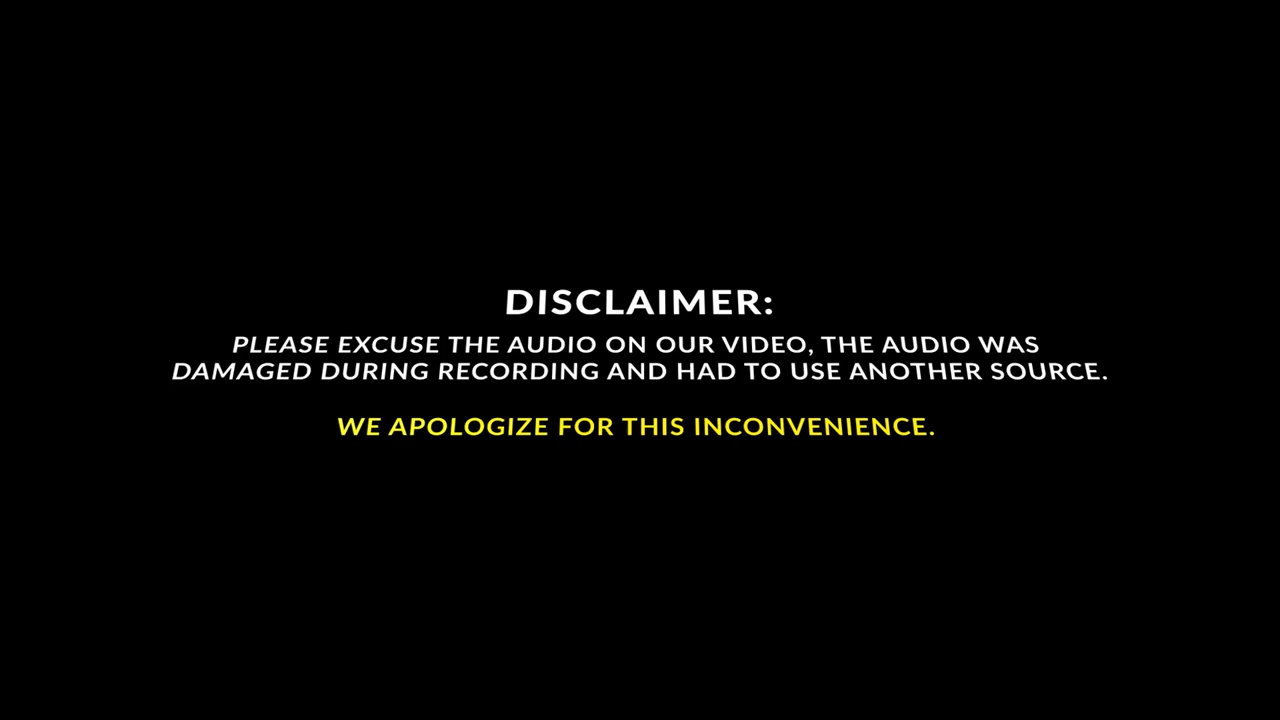 DISCLAIMER:
PLEASE EXCUSE THE AUDIO ON OUR VIDEO, THE AUDIO WAS
DAMAGED DURING RECORDING AND HAD TO USE ANOTHER SOURCE.
WE APOLOGIZE FOR THIS INCONVENIENCE.